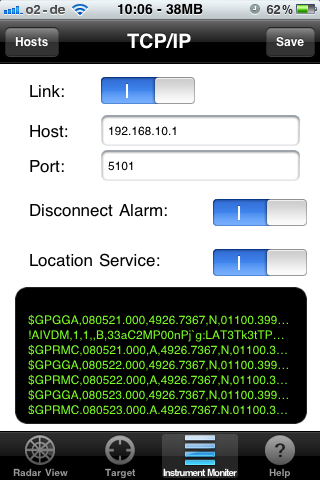 o2-de 10:06 - 38MB 62%
Hosts TCP/IP Save
Link:
Host: 192.168.10.1
Port: 5101
Disconnect Alarm:
Location Service:
$GPGGA,080521.000,4926.7367,N,01100.399...
!AIVDM,1,1,,B,33aC2MP00nPj`g:LAT3Tk3tTP...
$GPRMC,080521.000,A,4926.7367,N,01100.3...
$GPGGA,080522.000,4926.7367,N,01100.399...
$GPRMC,080522.000,A,4926.7367,N,01100.3...
$GPGGA,080523.000,4926.7367,N,01100.399...
$GPRMC,080523.000,A,4926.7367,N,01100.3...
Radar View Target Instrument Moniter Help